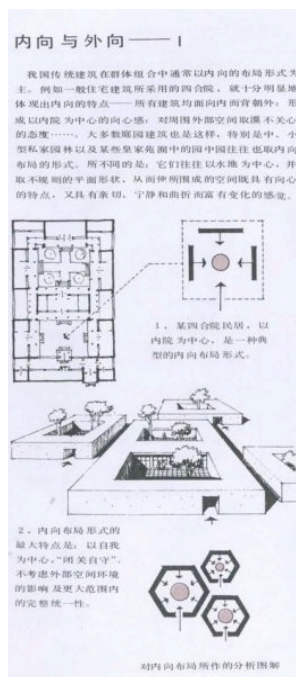 内向与外向——1
我国传统建筑在群体组合中通常以内向的布局形式为
主。例如一般住宅建筑所采用的四合院，就十分明显地
体现出内向的特点——所有建筑均面向内而背朝外；形
成以内院为中心的向心感；对周围外部空间取漠不关心
的态度……。大多数园建筑也是这样，特别是中、小
型私家园林以及某些皇家苑囿中的园中园往往也取内向
布局的形式。所不同的是：它们往往以水池为中心，并
取不规则的平面形状，从而使所围成的空间既具有向心
的特点，又具有亲切、宁静和曲折而富有变化的感觉。
1、某四合院民居，以
内院为中心，是一种典
型的内向布局形式。
2、内向布局形式的
最大特点是：以自我
为中心，“闭关自守”，
不考虑外部空间环境
的影响及更大范围内
的完整统一性。
对内向布局所作的分析图解